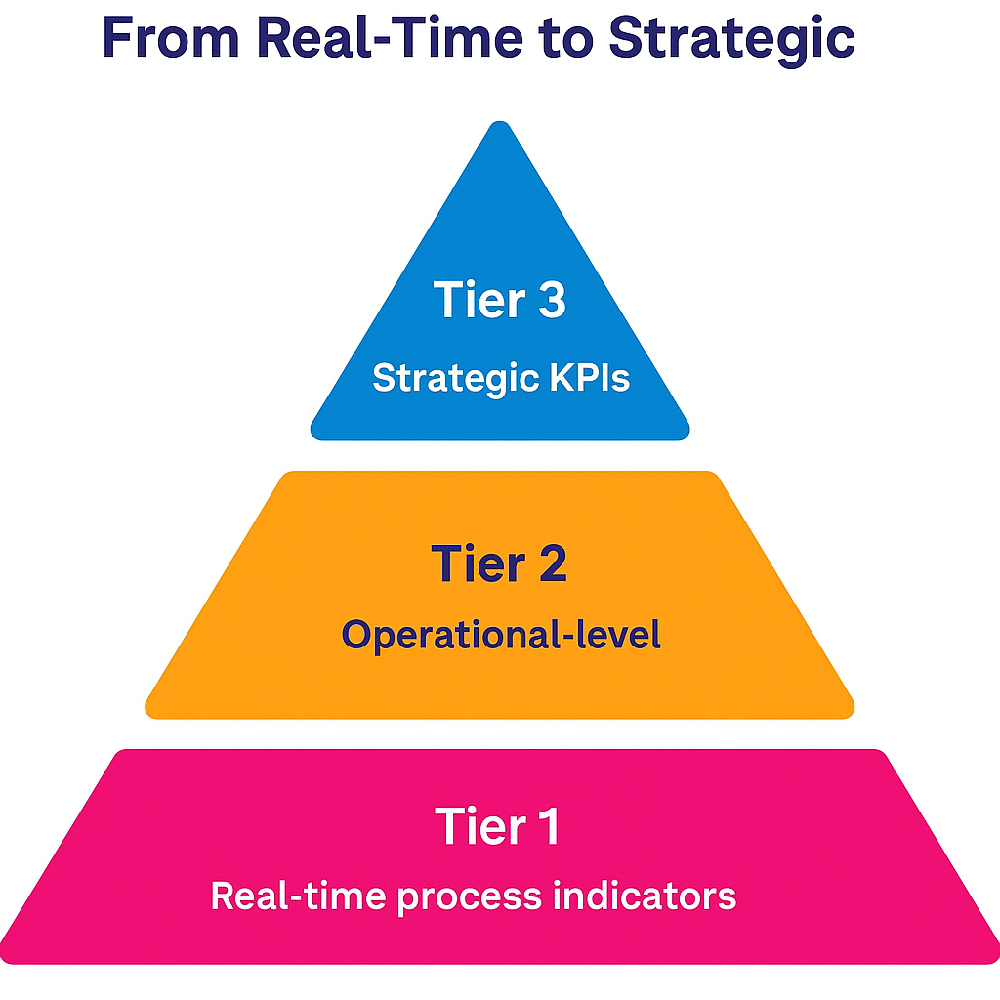 From Real-Time to Strategic
Tier 3
Strategic KPIs
Tier 2
Operational-level
Tier 1
Real-time process indicators